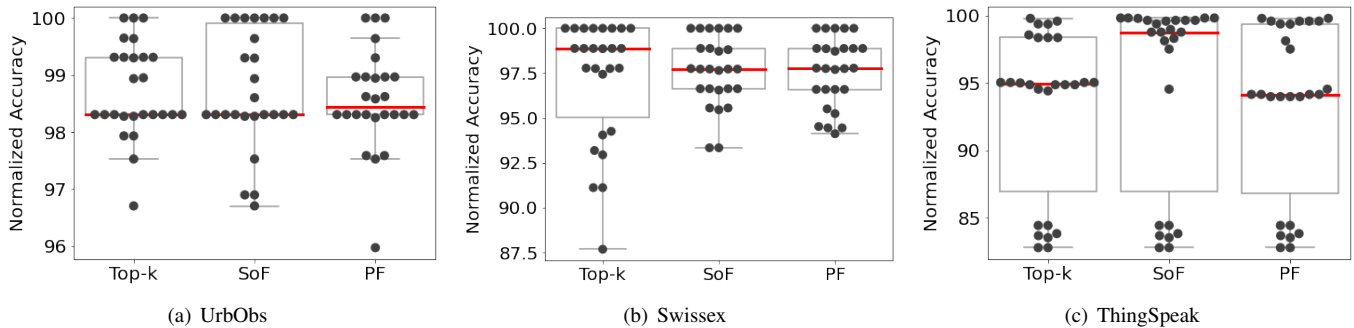 Normalized Accuracy
100
99
98
97
96
Top-k SoF PF
(a) UrbObs
Normalized Accuracy
100.0
97.5
95.0
92.5
90.0
87.5
Top-k SoF PF
(b) Swissex
Normalized Accuracy
100
95
90
85
Top-k SoF PF
(c) ThingSpeak